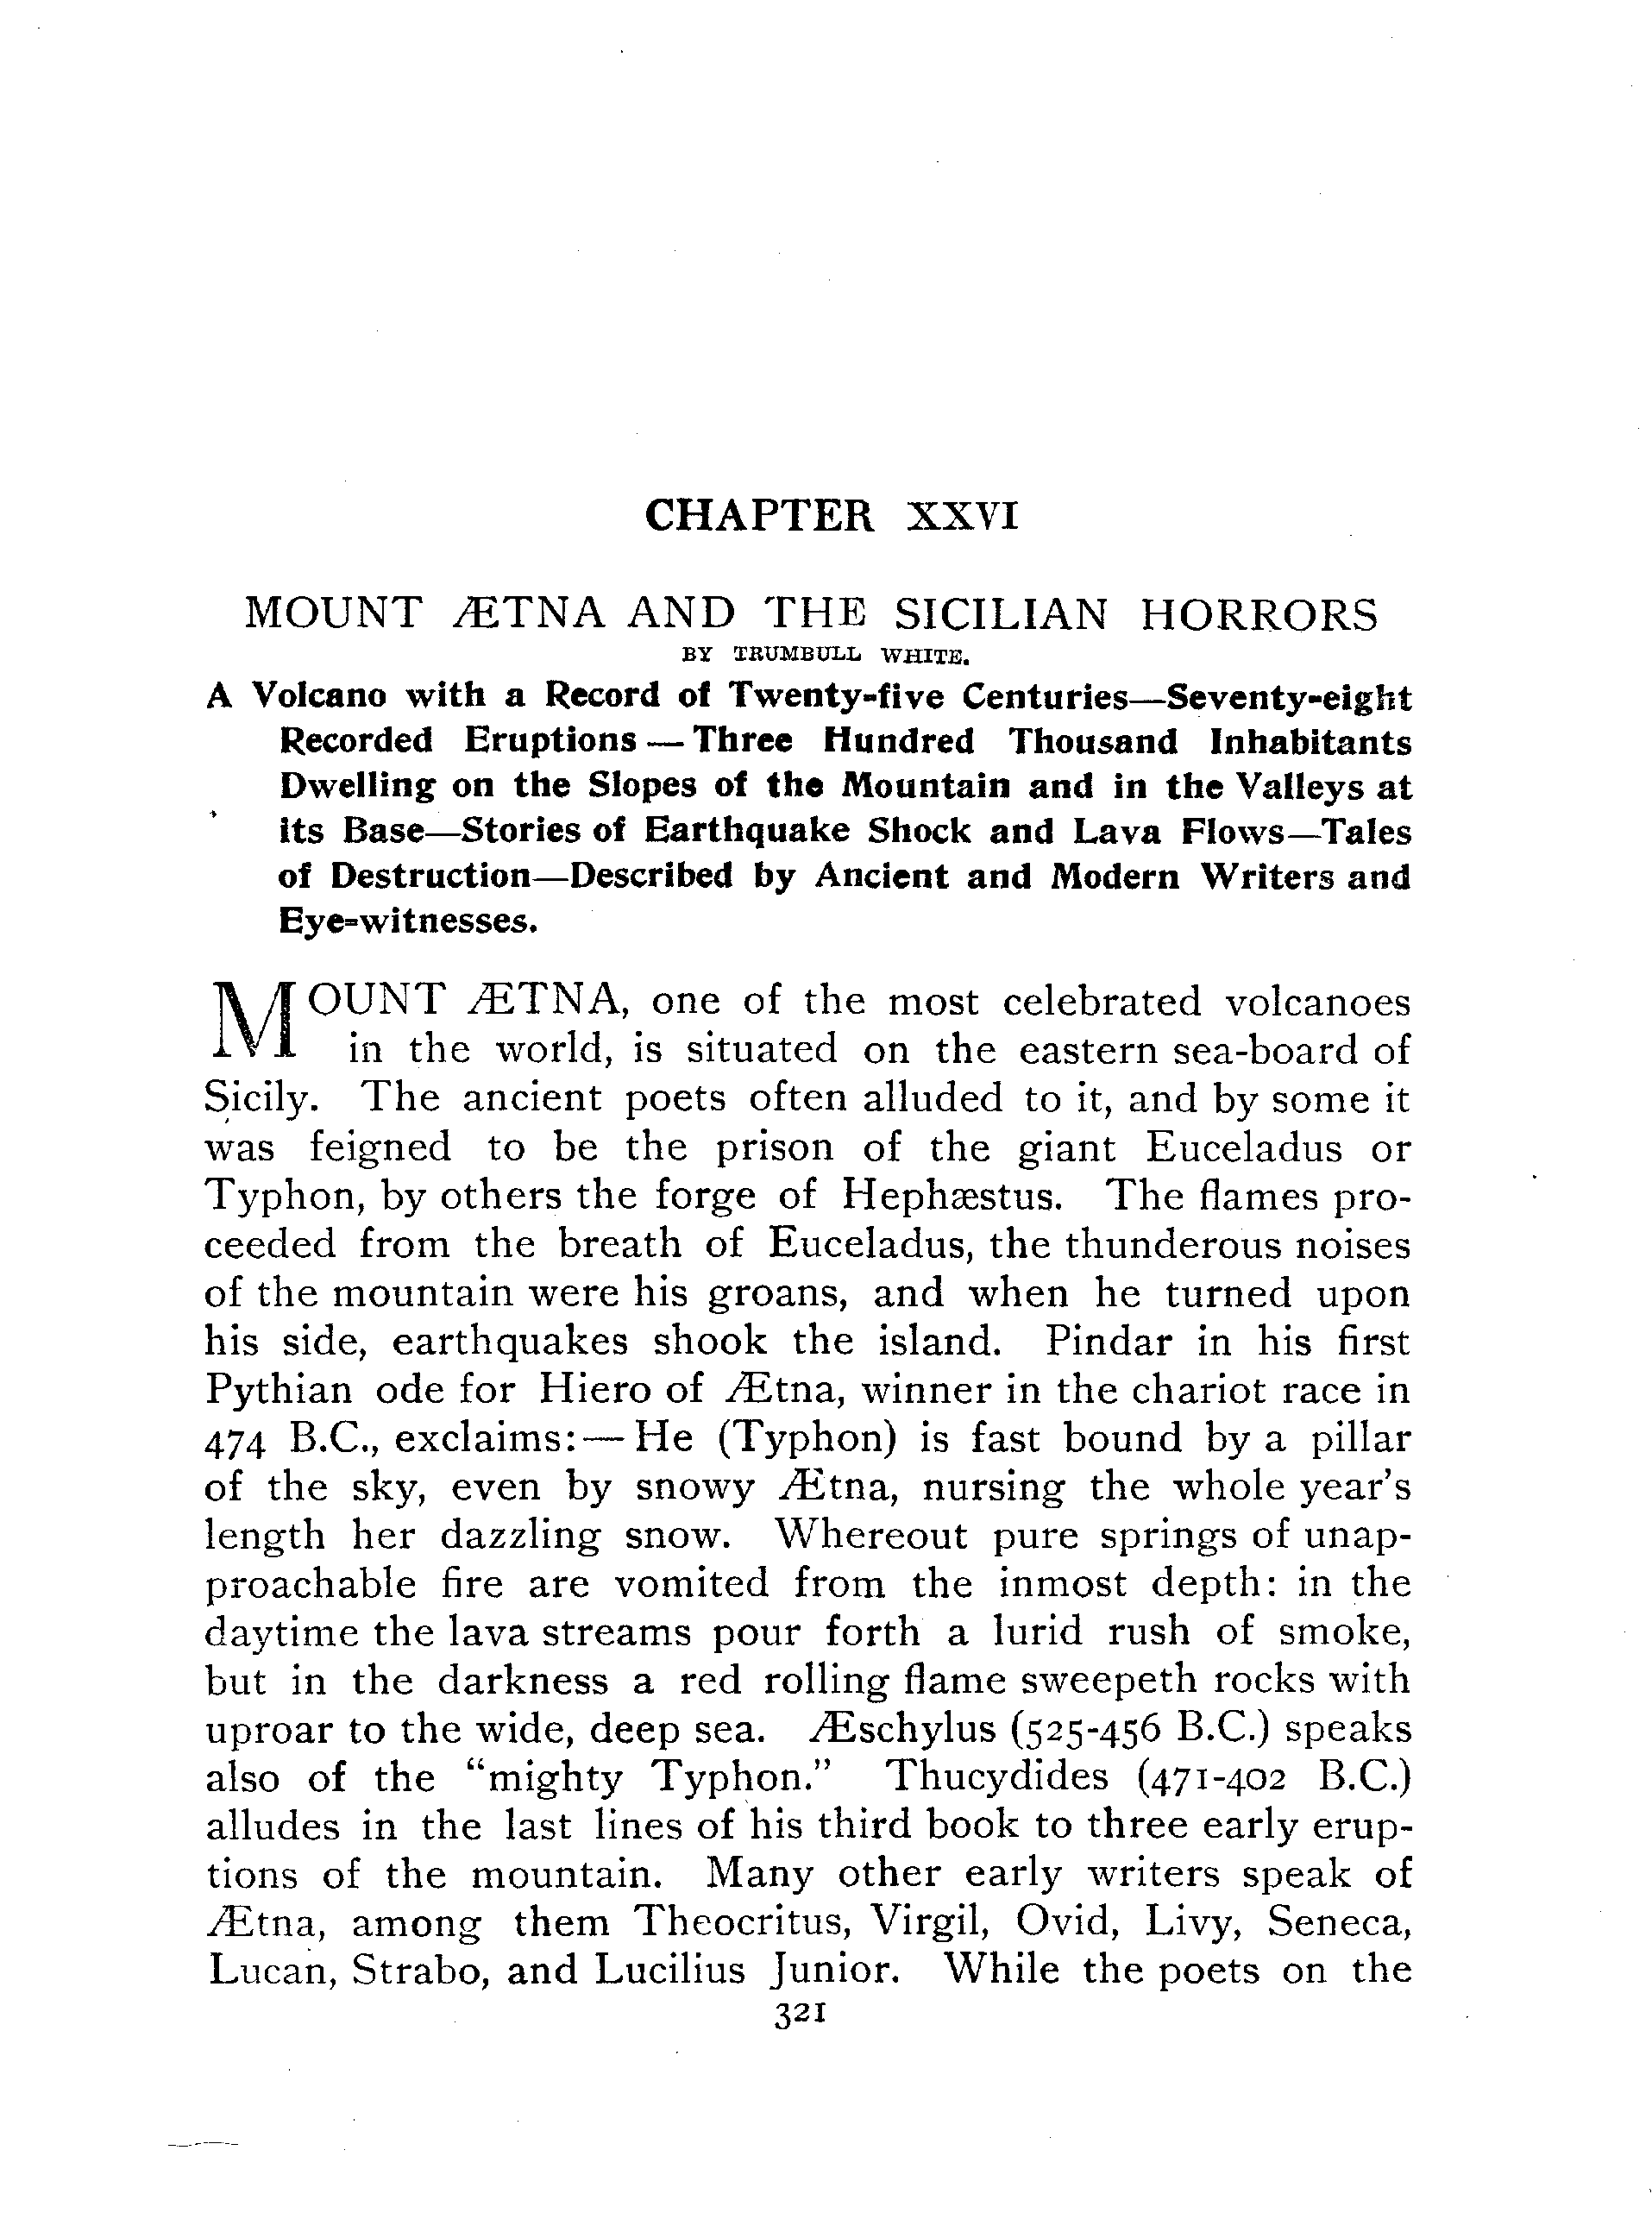 CHAPTER XXVI
MOUNT ÆTNA AND THE SICILIAN HORRORS
BY TRUMBULL WHITE.
A Volcano with a Record of Twenty-five Centuries—Seventy-eight
Recorded Eruptions — Three Hundred Thousand Inhabitants
Dwelling on the Slopes of the Mountain and in the Valleys at
its Base—Stories of Earthquake Shock and Lava Flows—Tales
of Destruction—Described by Ancient and Modern Writers and
Eye-witnesses.
MOUNT ÆTNA, one of the most celebrated volcanoes
in the world, is situated on the eastern sea-board of
Sicily. The ancient poets often alluded to it, and by some it
was feigned to be the prison of the giant Euceladus or
Typhon, by others the forge of Hephæstus. The flames pro-
ceeded from the breath of Euceladus, the thunderous noises
of the mountain were his groans, and when he turned upon
his side, earthquakes shook the island. Pindar in his first
Pythian ode for Hiero of Ætna, winner in the chariot race in
474 B.C., exclaims:— He (Typhon) is fast bound by a pillar
of the sky, even by snowy Ætna, nursing the whole year's
length her dazzling snow. Whereout pure springs of unap-
proachable fire are vomited from the inmost depth: in the
daytime the lava streams pour forth a lurid rush of smoke,
but in the darkness a red rolling flame sweepeth rocks with
uproar to the wide, deep sea. Æschylus (525-456 B.C.) speaks
also of the “mighty Typhon.” Thucydides (471-402 B.C.)
alludes in the last lines of his third book to three early erup-
tions of the mountain. Many other early writers speak of
Ætna, among them Theocritus, Virgil, Ovid, Livy, Seneca,
Lucan, Strabo, and Lucilius Junior. While the poets on the
321